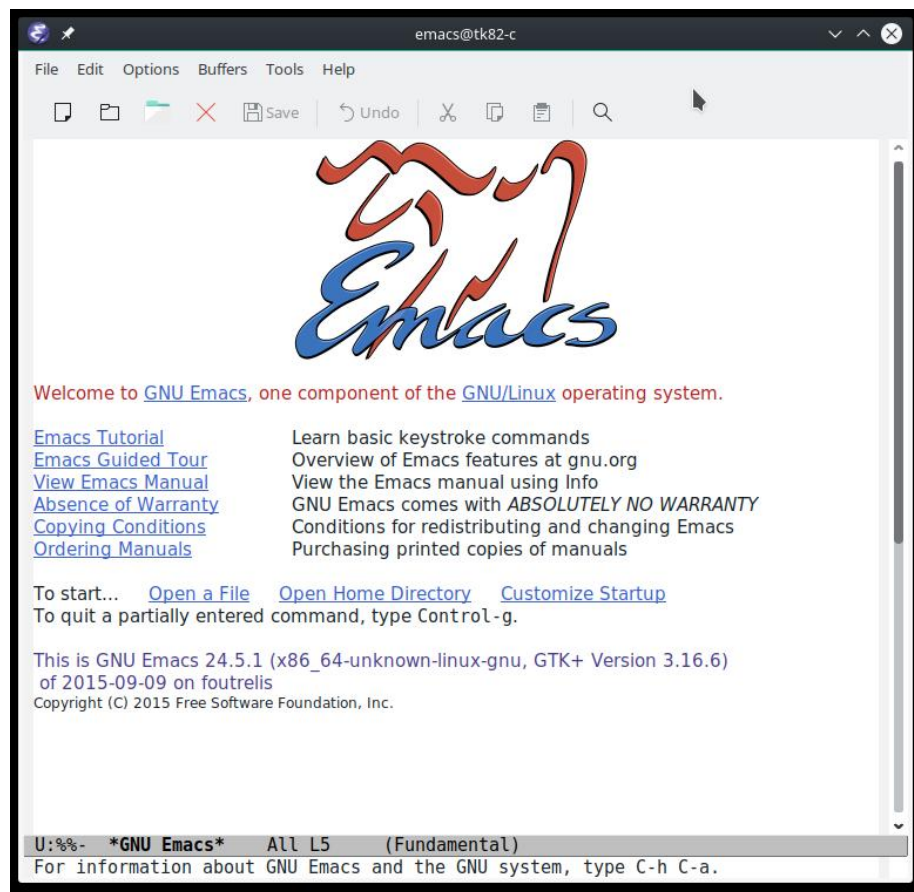 emacs@tk82-c
File Edit Options Buffers Tools Help
Save Undo
Emacs
Welcome to GNU Emacs, one component of the GNU/Linux operating system.
Emacs Tutorial Learn basic keystroke commands
Emacs Guided Tour Overview of Emacs features at gnu.org
View Emacs Manual View the Emacs manual using Info
Absence of Warranty GNU Emacs comes with ABSOLUTELY NO WARRANTY
Copying Conditions Conditions for redistributing and changing Emacs
Ordering Manuals Purchasing printed copies of manuals
To start... Open a File Open Home Directory Customize Startup
To quit a partially entered command, type Control-g.
This is GNU Emacs 24.5.1 (x86_64-unknown-linux-gnu, GTK+ Version 3.16.6)
of 2015-09-09 on foutrelis
Copyright (C) 2015 Free Software Foundation, Inc.
U:%%- *GNU Emacs* All L5 (Fundamental)
For information about GNU Emacs and the GNU system, type C-h C-a.